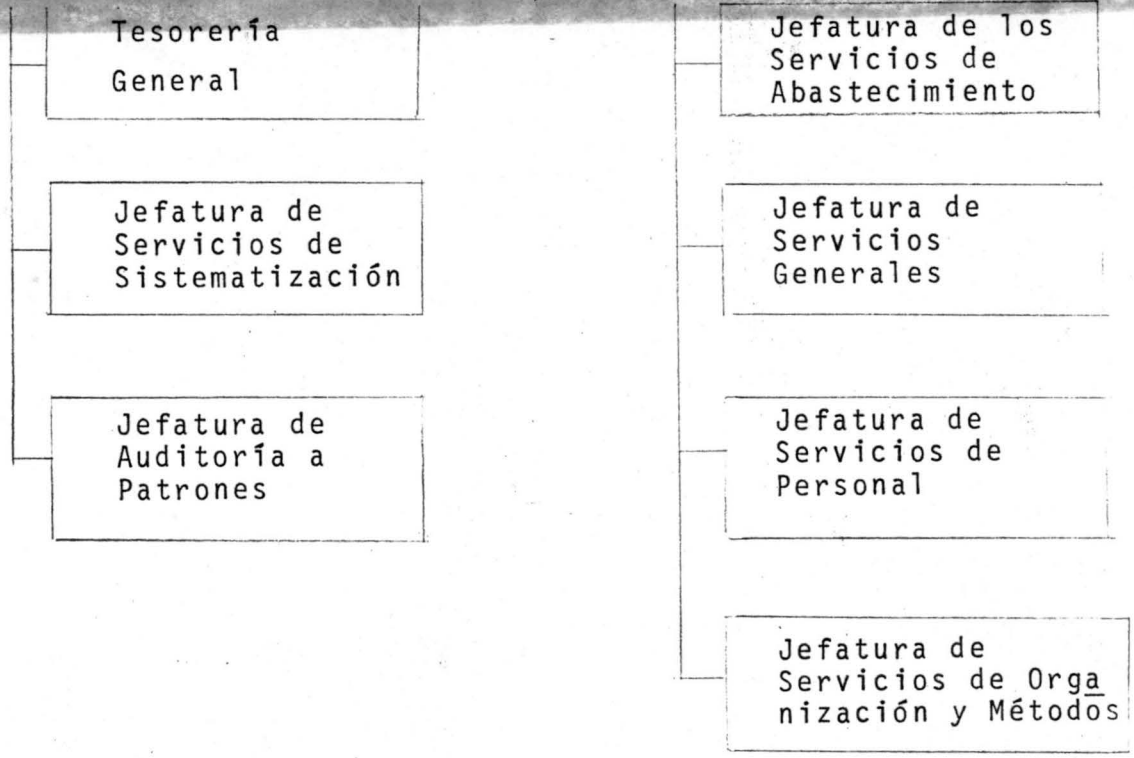 Tesorería
General
Jefatura de
Servicios de
Sistematización
Jefatura de
Auditoría a
Patrones
Jefatura de los
Servicios de
Abastecimiento
Jefatura de
Servicios
Generales
Jefatura de
Servicios de
Personal
Jefatura de
Servicios de Orga
nización y Métodos